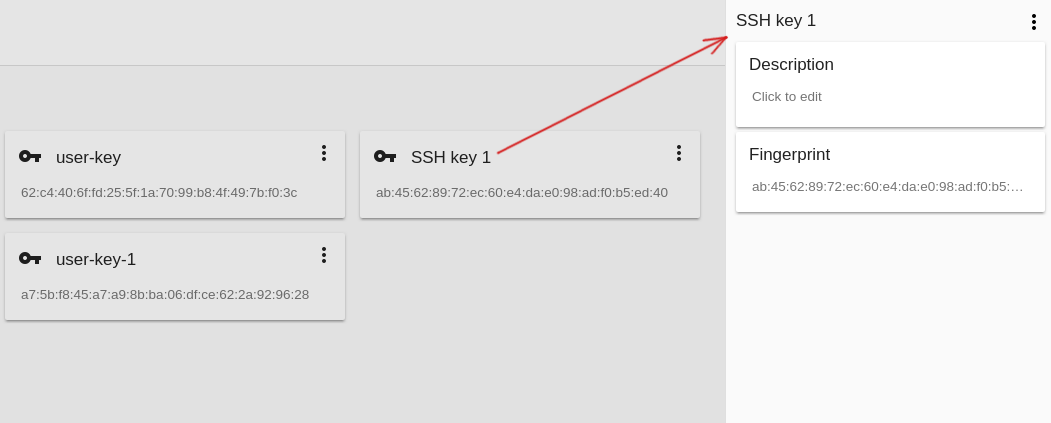 SSH key 1
Description
Click to edit
user-key
SSH key 1
Fingerprint
62:c4:40:6f:fd:25:5f:1a:70:99:b8:4f:49:7b:f0:3c
ab:45:62:89:72:ec:60:e4:da:e0:98:ad:f0:b5:ed:40
ab:45:62:89:72:ec:60:e4:da:e0:98:ad:f0:b5:…
user-key-1
a7:5b:f8:45:a7:a9:8b:ba:06:df:ce:62:2a:92:96:28